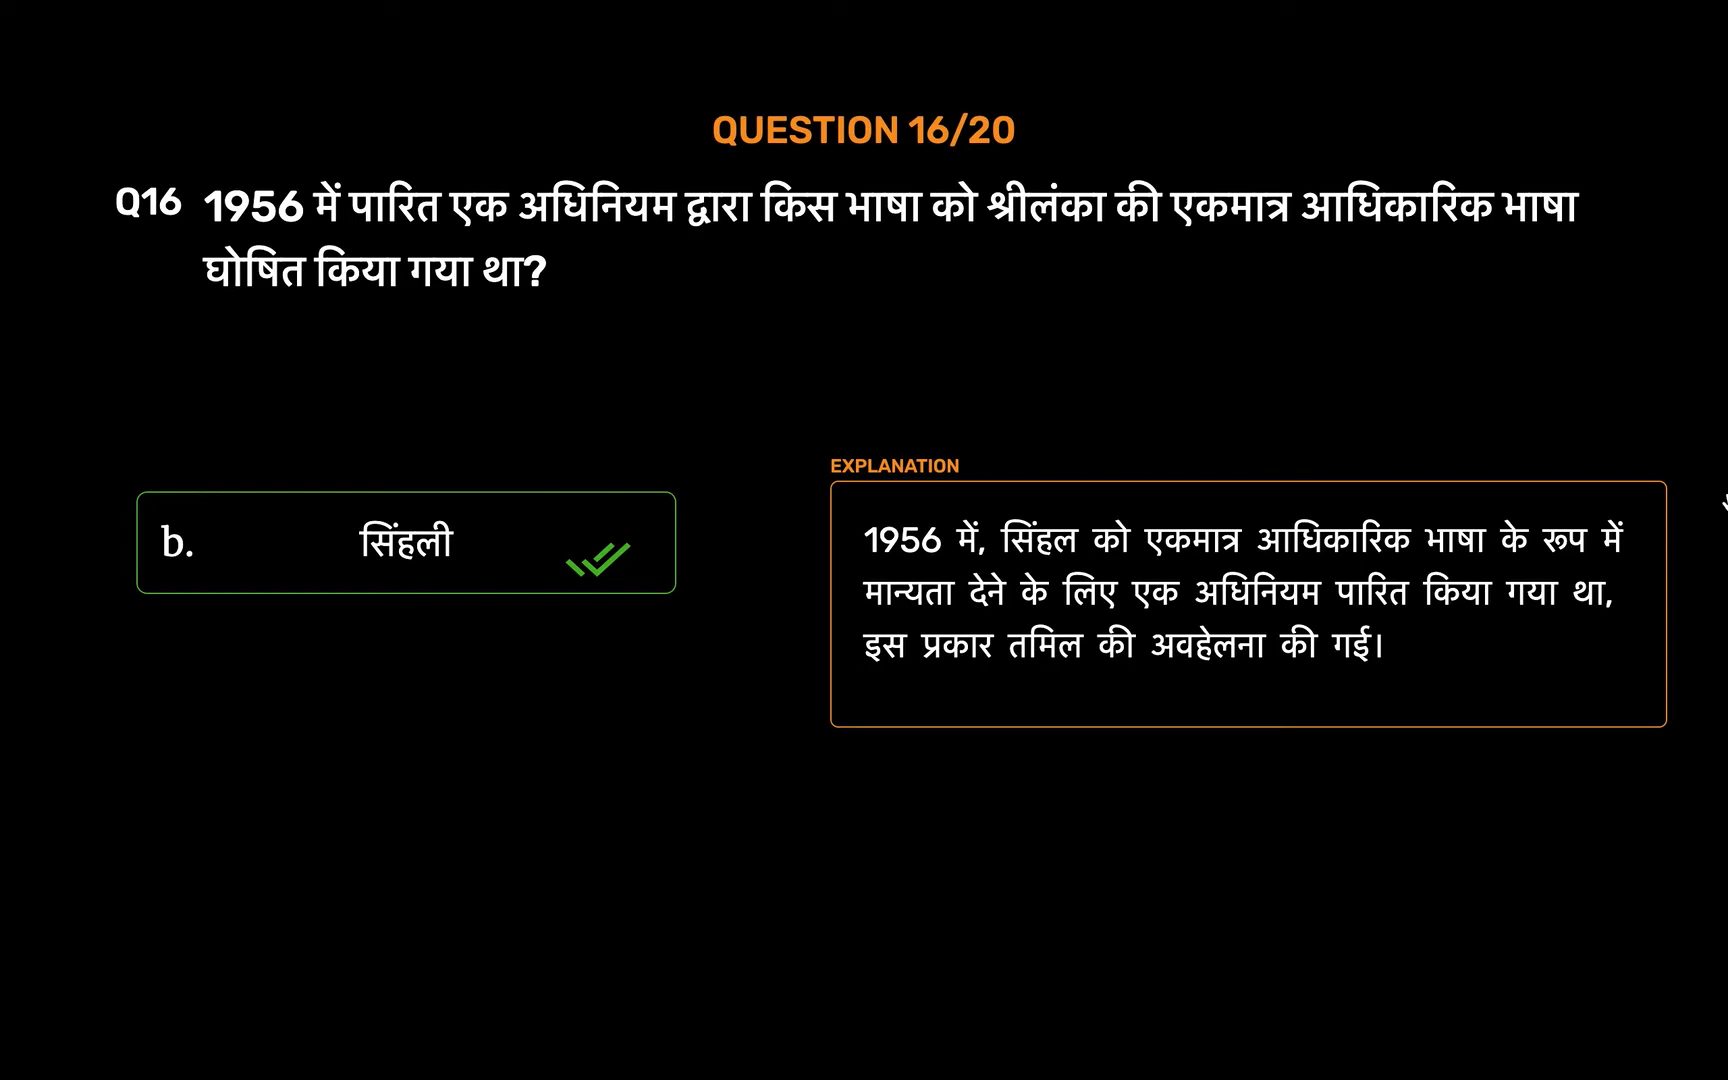 QUESTION 16/20
Q16 1956 में पारित एक अधिनियम द्वारा किस भाषा को श्रीलंका की एकमात्र आधिकारिक भाषा
घोषित किया गया था?
EXPLANATION
b. सिंहली
1956 में, सिंहल को एकमात्र आधिकारिक भाषा के रूप में
मान्यता देने के लिए एक अधिनियम पारित किया गया था,
इस प्रकार तमिल की अवहेलना की गई।